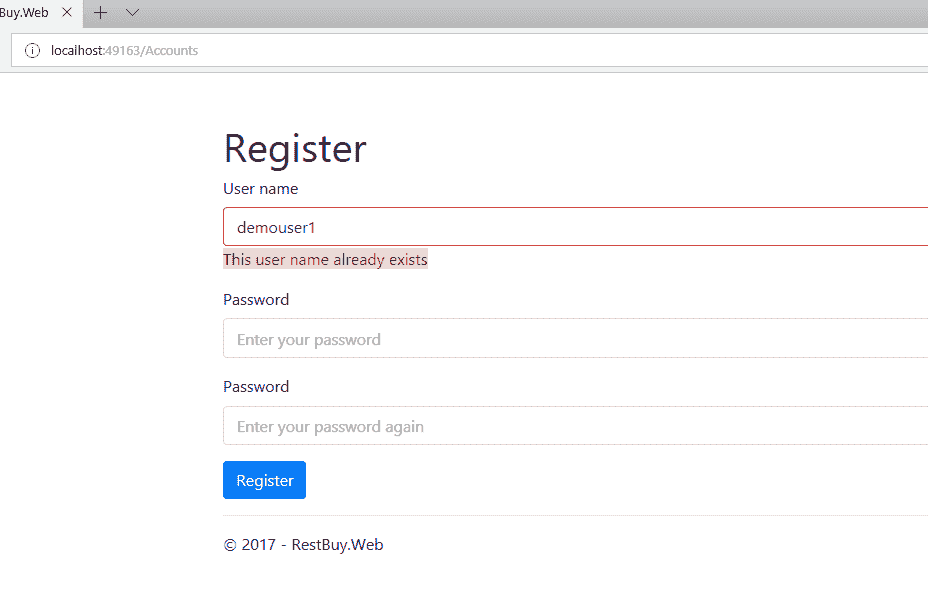 Buy.Web
localhost:49163/Accounts
Register
User name
demouser1
This user name already exists
Password
Enter your password
Password
Enter your password again
Register
© 2017 - RestBuy.Web